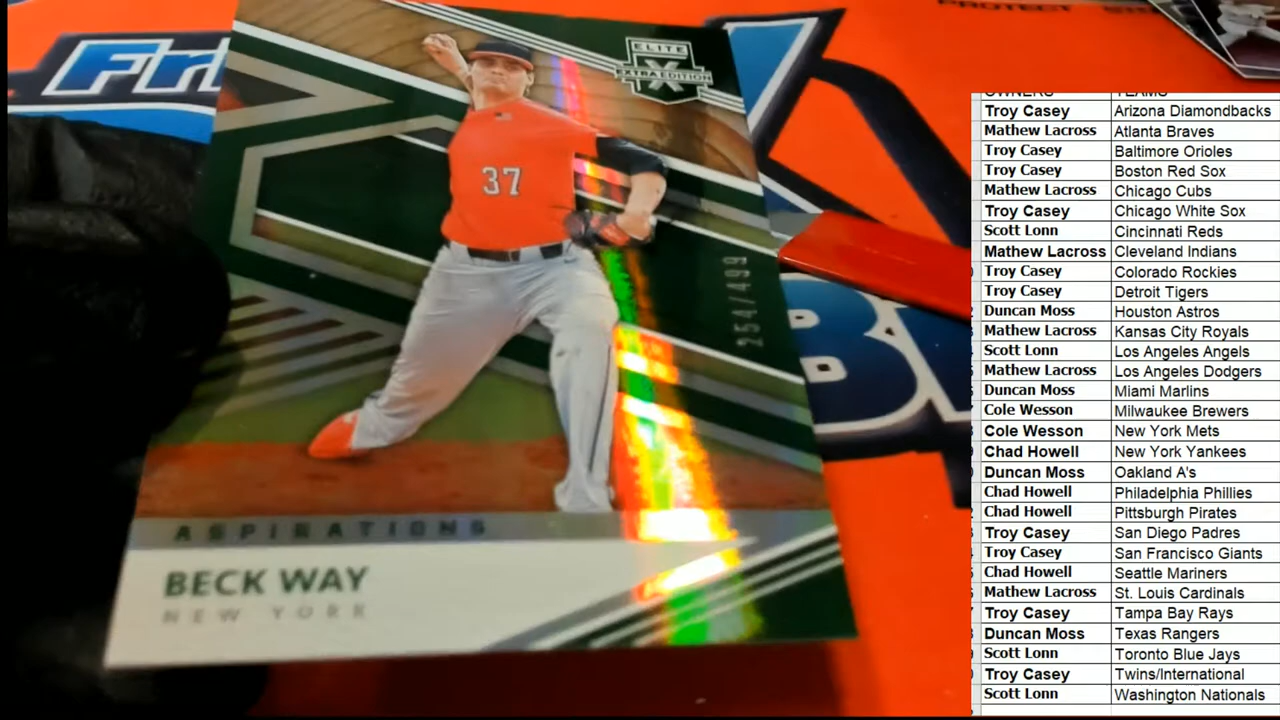 PROTECT
Fri
ELITE
X
EXTRA EDITION
37
254/499
ASPIRATIONS
BECK WAY
NEW YORK
OWNERS TEAMS
Troy Casey Arizona Diamondbacks
Mathew Lacross Atlanta Braves
Troy Casey Baltimore Orioles
Troy Casey Boston Red Sox
Mathew Lacross Chicago Cubs
Troy Casey Chicago White Sox
Scott Lonn Cincinnati Reds
Mathew Lacross Cleveland Indians
Troy Casey Colorado Rockies
Troy Casey Detroit Tigers
Duncan Moss Houston Astros
Mathew Lacross Kansas City Royals
Scott Lonn Los Angeles Angels
Mathew Lacross Los Angeles Dodgers
Duncan Moss Miami Marlins
Cole Wesson Milwaukee Brewers
Cole Wesson New York Mets
Chad Howell New York Yankees
Duncan Moss Oakland A's
Chad Howell Philadelphia Phillies
Chad Howell Pittsburgh Pirates
Troy Casey San Diego Padres
Troy Casey San Francisco Giants
Chad Howell Seattle Mariners
Mathew Lacross St. Louis Cardinals
Troy Casey Tampa Bay Rays
Duncan Moss Texas Rangers
Scott Lonn Toronto Blue Jays
Troy Casey Twins/International
Scott Lonn Washington Nationals